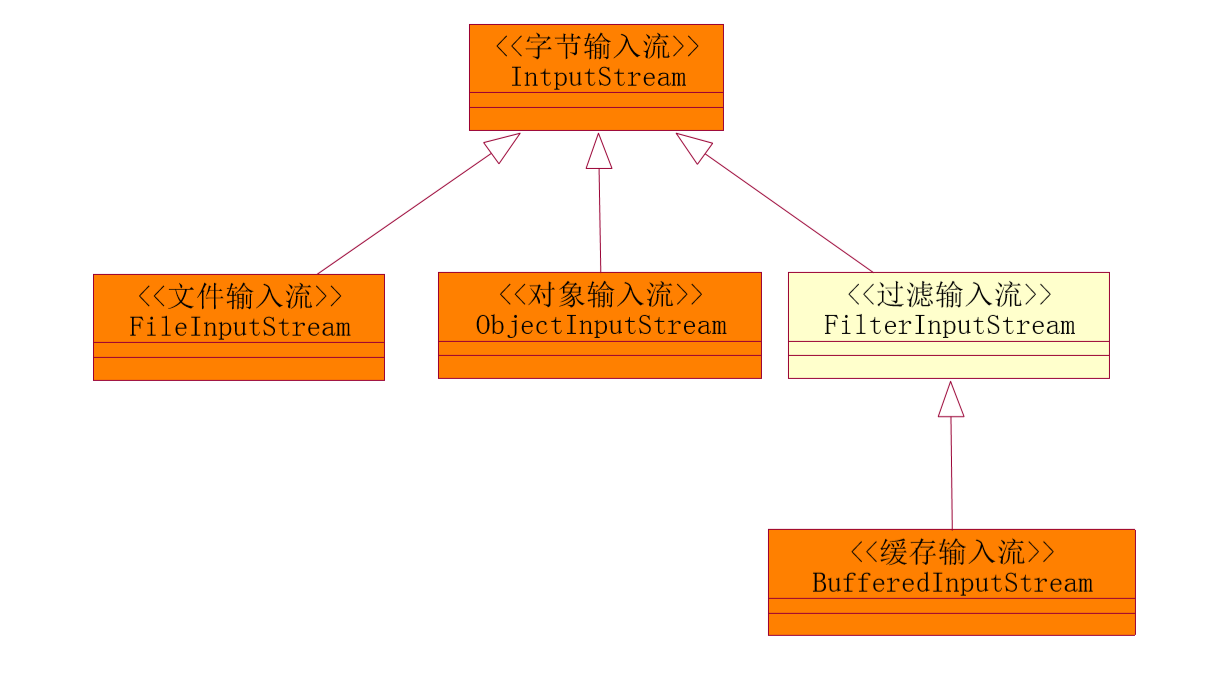 <<字节输入流>>
IntputStream
<<文件输入流>>
FileInputStream
<<对象输入流>>
ObjectInputStream
<<过滤输入流>>
FilterInputStream
<<缓存输入流>>
BufferedInputStream